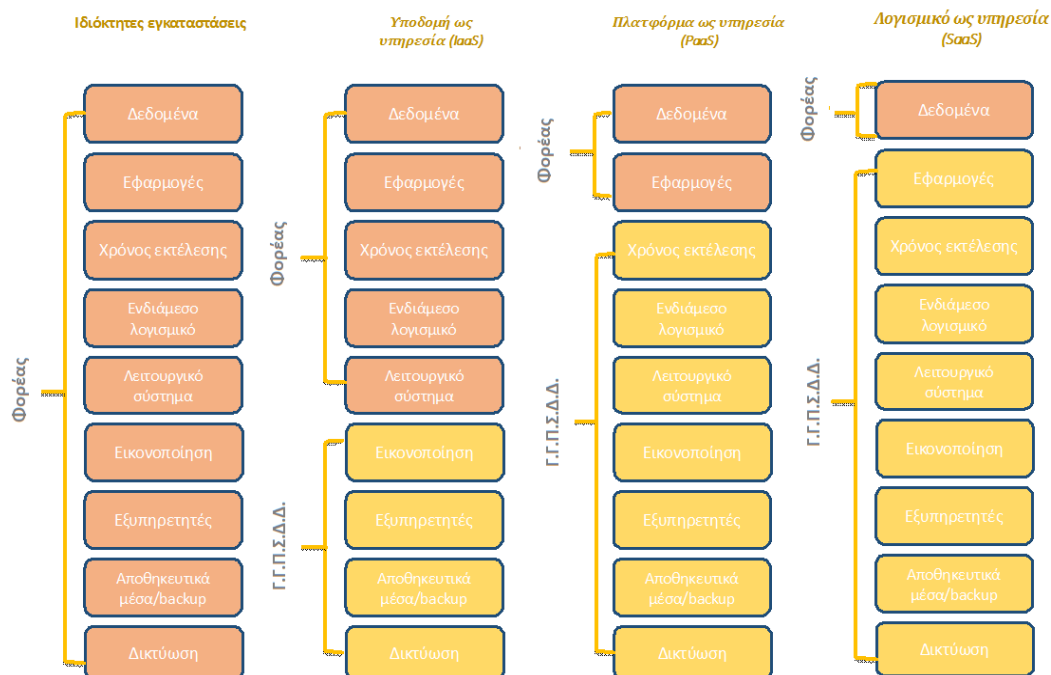 Ιδιόκτητες εγκαταστάσεις
Φορέας
Δεδομένα
Εφαρμογές
Χρόνος εκτέλεσης
Ενδιάμεσο
λογισμικό
Λειτουργικό
σύστημα
Εικονοποίηση
Εξυπηρετητές
Αποθηκευτικά
μέσα/backup
Δικτύωση
Υποδομή ως
υπηρεσία (IaaS)
Φορέας
Γ.Γ.Π.Σ.Δ.Δ.
Δεδομένα
Εφαρμογές
Χρόνος εκτέλεσης
Ενδιάμεσο
λογισμικό
Λειτουργικό
σύστημα
Εικονοποίηση
Εξυπηρετητές
Αποθηκευτικά
μέσα/backup
Δικτύωση
Πλατφόρμα ως υπηρεσία
(PaaS)
Φορέας
Γ.Γ.Π.Σ.Δ.Δ.
Δεδομένα
Εφαρμογές
Χρόνος εκτέλεσης
Ενδιάμεσο
λογισμικό
Λειτουργικό
σύστημα
Εικονοποίηση
Εξυπηρετητές
Αποθηκευτικά
μέσα/backup
Δικτύωση
Λογισμικό ως υπηρεσία
(SaaS)
Φορέας
Γ.Γ.Π.Σ.Δ.Δ.
Δεδομένα
Εφαρμογές
Χρόνος εκτέλεσης
Ενδιάμεσο
λογισμικό
Λειτουργικό
σύστημα
Εικονοποίηση
Εξυπηρετητές
Αποθηκευτικά
μέσα/backup
Δικτύωση